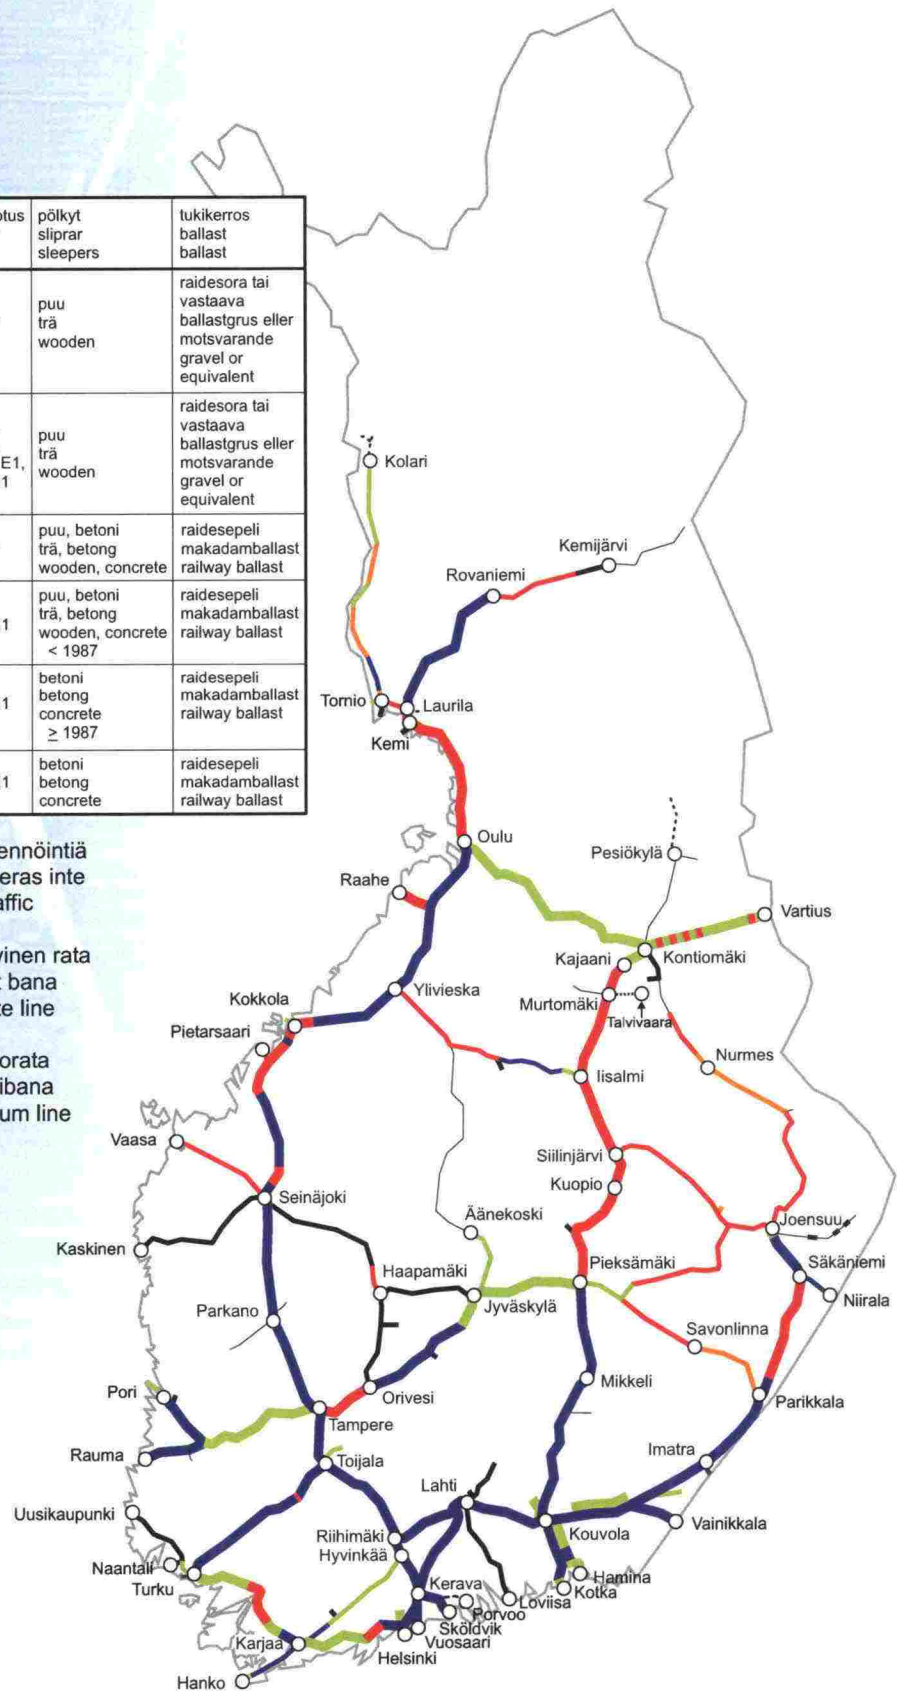 otus
pölkyt
sliprar
sleepers
tukikerros
ballast
ballast
puu
trä
wooden
raidesora tai
vastaava
ballastgrus eller
motsvarande
gravel or
equivalent
E1,
1
puu
trä
wooden
raidesora tai
vastaava
ballastgrus eller
motsvarande
gravel or
equivalent
puu, betoni
trä, betong
wooden, concrete
raidesepeli
makadamballast
railway ballast
1
puu, betoni
trä, betong
wooden, concrete
< 1987
raidesepeli
makadamballast
railway ballast
1
betoni
betong
concrete
≥ 1987
raidesepeli
makadamballast
railway ballast
1
betoni
betong
concrete
raidesepeli
makadamballast
railway ballast
ennöintiä
eras inte
affic
vinen rata
t bana
te line
orata
ibana
um line
Kolari
Kemijärvi
Rovaniemi
Tornio
Laurila
Kemi
Oulu
Pesiökylä
Raahe
Vartius
Kajaani
Kontiomäki
Ylivieska
Murtomäki
Talvivaara
Kokkola
Pietarsaari
Nurmes
Iisalmi
Vaasa
Siilinjärvi
Kuopio
Seinäjoki
Äänekoski
Joensuu
Kaskinen
Haapamäki
Pieksämäki
Säkäniemi
Jyväskylä
Niirala
Parkano
Savonlinna
Mikkeli
Pori
Orivesi
Parikkala
Tampere
Rauma
Toijala
Imatra
Lahti
Uusikaupunki
Kouvola
Vainikkala
Riihimäki
Hyvinkää
Naantali
Turku
Hamina
Kerava
Kotka
Loviisa
Porvoo
Sköldvik
Vuosaari
Karjaa
Helsinki
Hanko